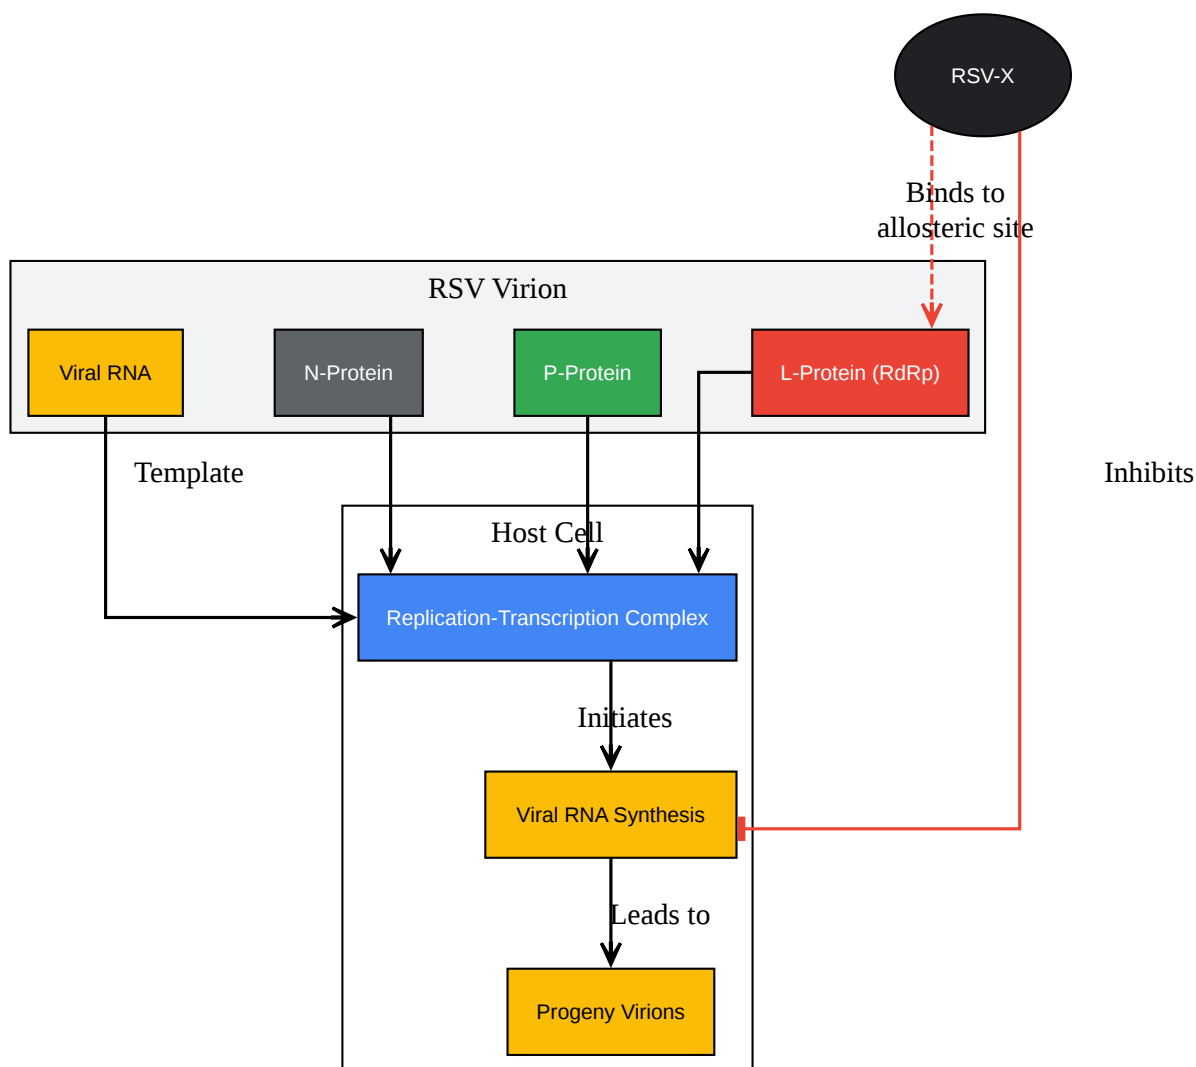 RSV-X
Binds to
allosteric site
RSV Virion
Viral RNA
N-Protein
P-Protein
L-Protein (RdRp)
Template
Inhibits
Host Cell
Replication-Transcription Complex
Initiates
Viral RNA Synthesis
Leads to
Progeny Virions